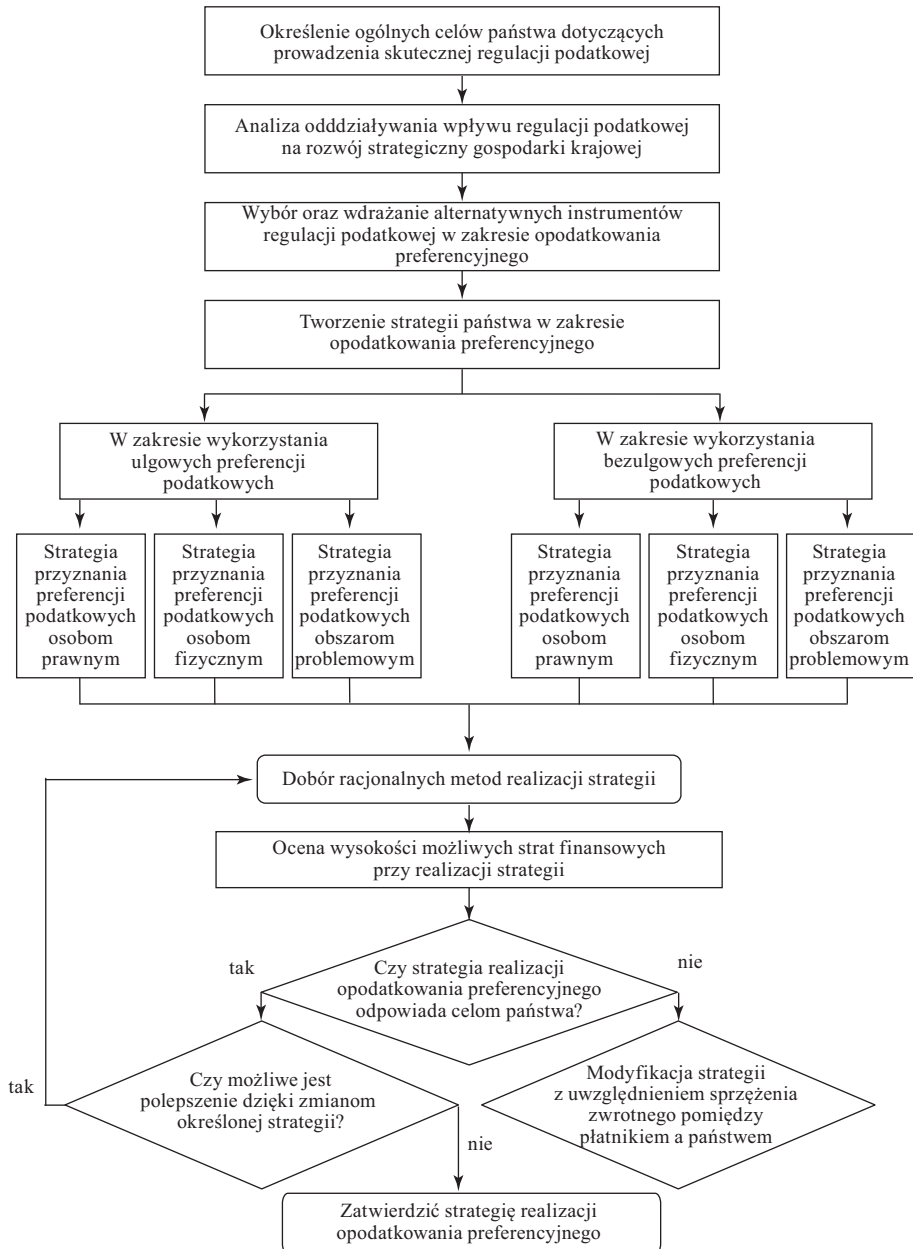 Określenie ogólnych celów państwa dotyczących
prowadzenia skutecznej regulacji podatkowej
Analiza odddziaływania wpływu regulacji podatkowej
na rozwój strategiczny gospodarki krajowej
Wybór oraz wdrażanie alternatywnych instrumentów
regulacji podatkowej w zakresie opodatkowania
preferencyjnego
Tworzenie strategii państwa w zakresie
opodatkowania preferencyjnego
W zakresie wykorzystania
ulgowych preferencji
podatkowych
W zakresie wykorzystania
bezulgowych preferencji
podatkowych
Strategia
przyznania
preferencji
podatkowych
osobom
prawnym
Strategia
przyznania
preferencji
podatkowych
osobom
fizycznym
Strategia
przyznania
preferencji
podatkowych
obszarom
problemowym
Strategia
przyznania
preferencji
podatkowych
osobom
prawnym
Strategia
przyznania
preferencji
podatkowych
osobom
fizycznym
Strategia
przyznania
preferencji
podatkowych
obszarom
problemowym
Dobór racjonalnych metod realizacji strategii
Ocena wysokości możliwych strat finansowych
przy realizacji strategii
tak
Czy strategia realizacji
opodatkowania preferencyjnego
odpowiada celom państwa?
nie
tak
Czy możliwe jest
polepszenie dzięki zmianom
określonej strategii?
Modyfikacja strategii
z uwzględnieniem sprzężenia
zwrotnego pomiędzy
płatnikiem a państwem
nie
Zatwierdzić strategię realizacji
opodatkowania preferencyjnego